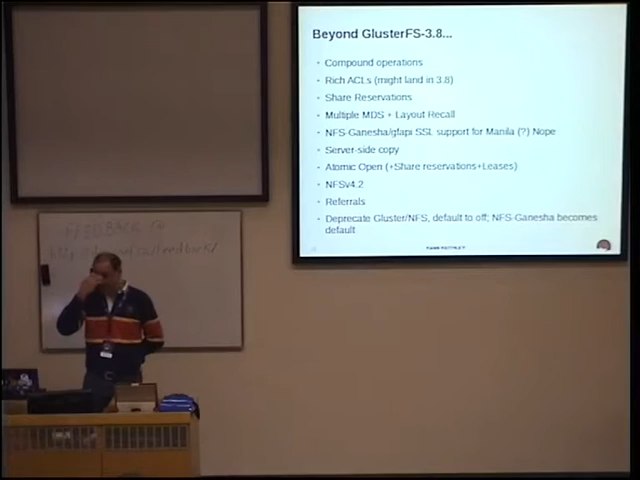 Beyond GlusterFS-3.8...
Compound operations
Rich ACLs (might land in 3.8)
Share Reservations
Multiple MDS + Layout Recall
NFS-Ganesha/gfapi SSL support for Manila (?) Nope
Server-side copy
Atomic Open (+Share reservations+Leases)
NFSv4.2
Referrals
Deprecate Gluster/NFS, default to off; NFS-Ganesha becomes
default
FEEDBACK